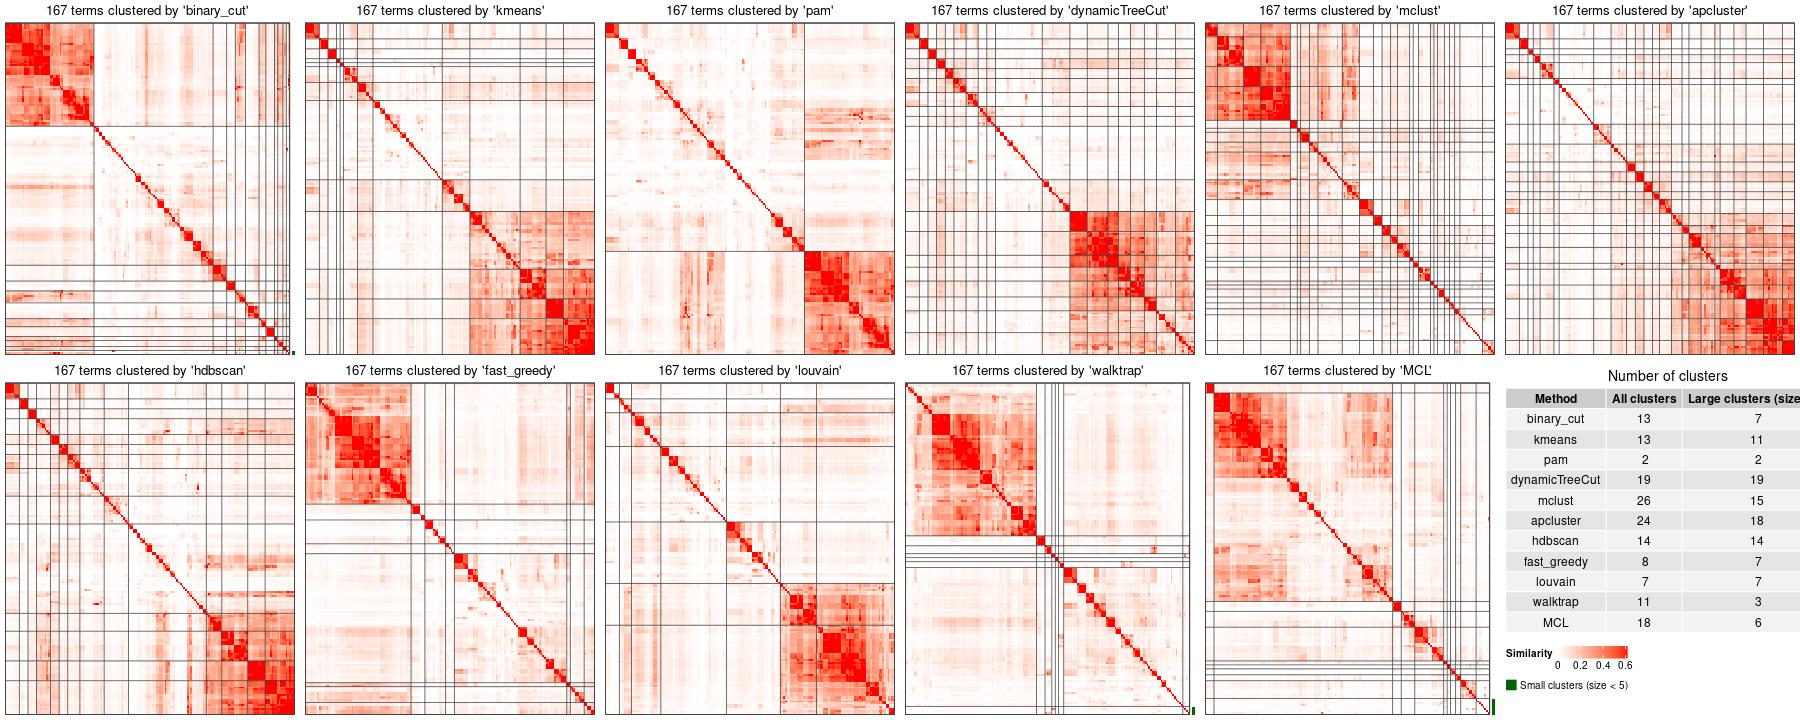 167 terms clustered by 'binary_cut'
167 terms clustered by 'kmeans'
167 terms clustered by 'pam'
167 terms clustered by 'dynamicTreeCut'
167 terms clustered by 'mclust'
167 terms clustered by 'apcluster'
167 terms clustered by 'hdbscan'
167 terms clustered by 'fast_greedy'
167 terms clustered by 'louvain'
167 terms clustered by 'walktrap'
167 terms clustered by 'MCL'
Number of clusters
Method All clusters Large clusters (size
binary_cut 13 7
kmeans 13 11
pam 2 2
dynamicTreeCut 19 19
mclust 26 15
apcluster 24 18
hdbscan 14 14
fast_greedy 8 7
louvain 7 7
walktrap 11 3
MCL 18 6
Similarity
0 0.2 0.4 0.6
Small clusters (size < 5)